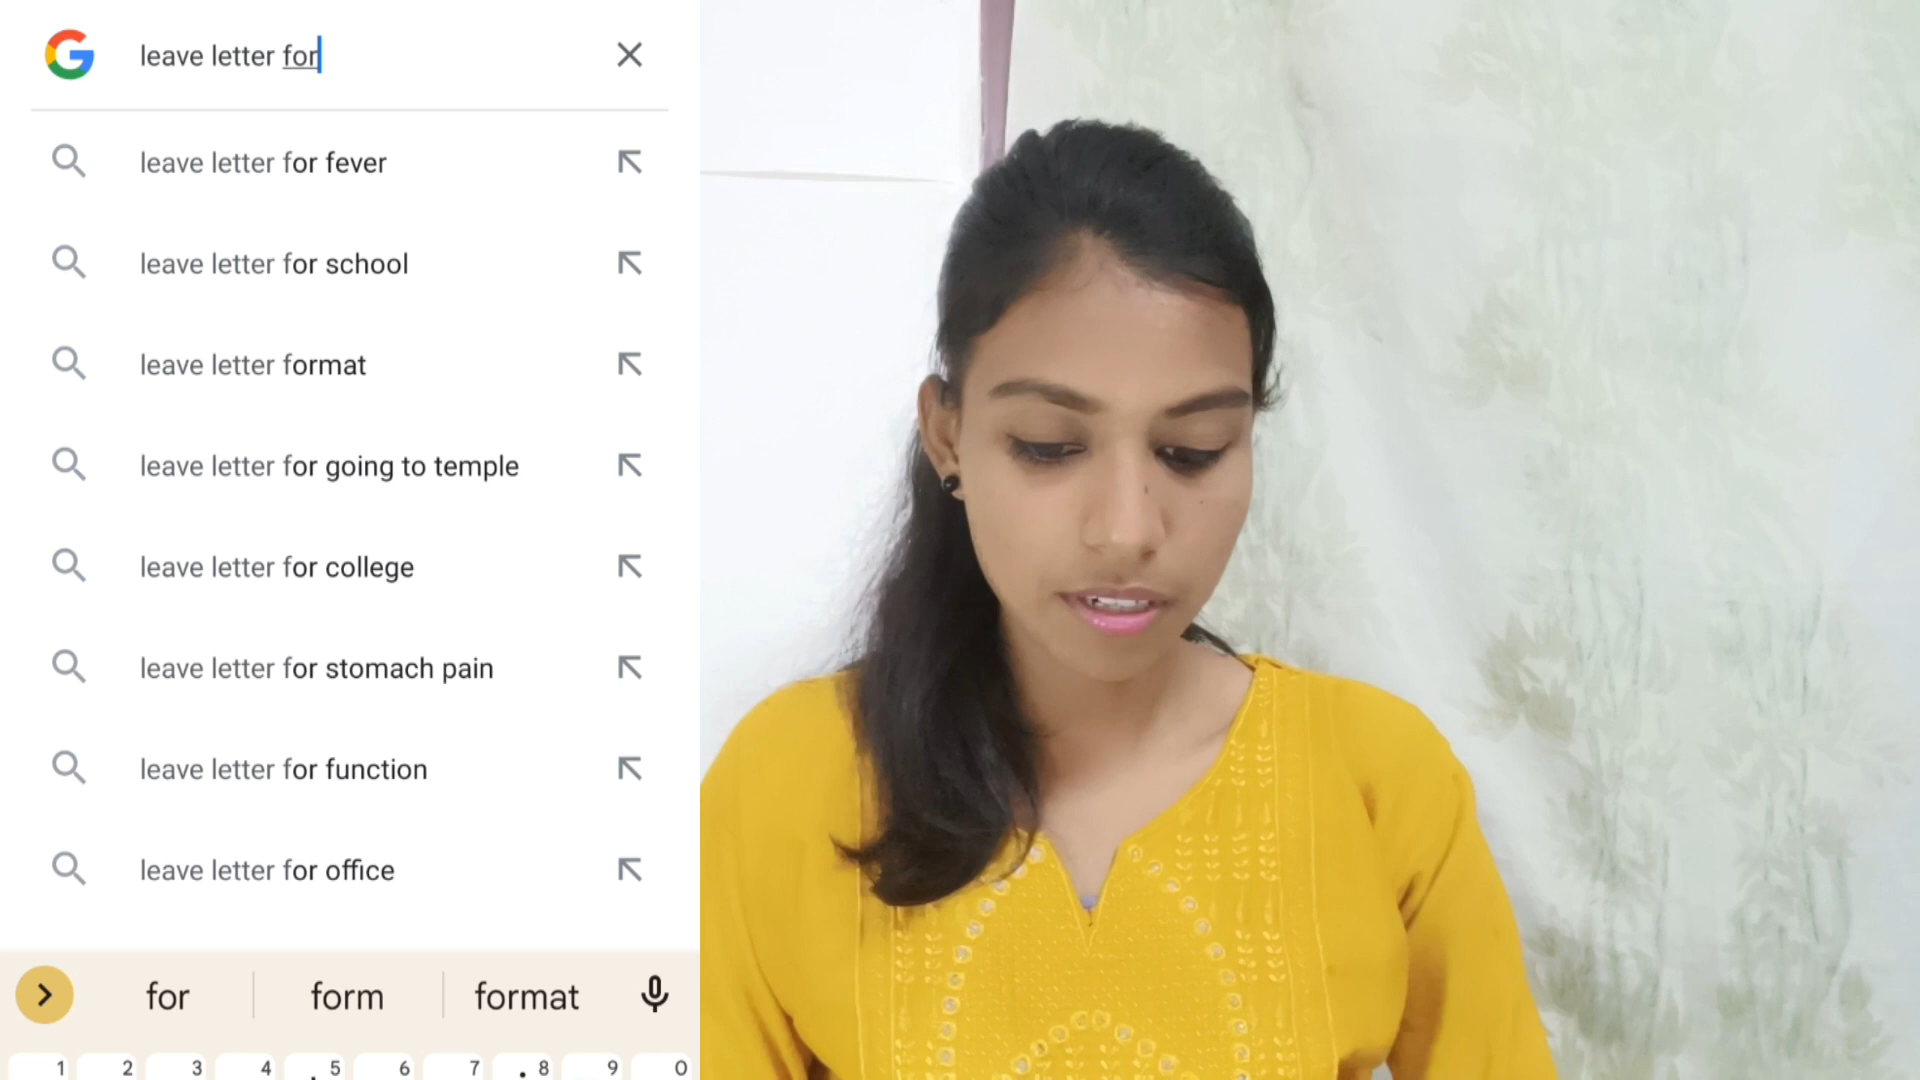 leave letter for
leave letter for fever
leave letter for school
leave letter format
leave letter for going to temple
leave letter for college
leave letter for stomach pain
leave letter for function
leave letter for office
for form format
1 2 3 4 5 6 7 8 9 0